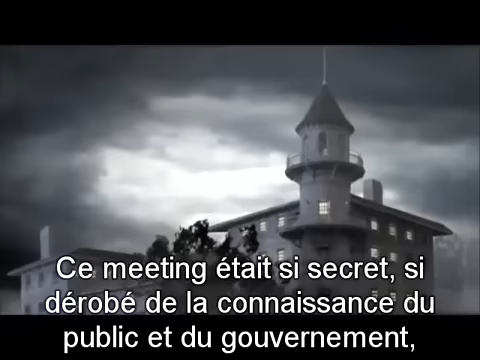 Ce meeting était si secret, si
dérobé de la connaissance du
public et du gouvernement,